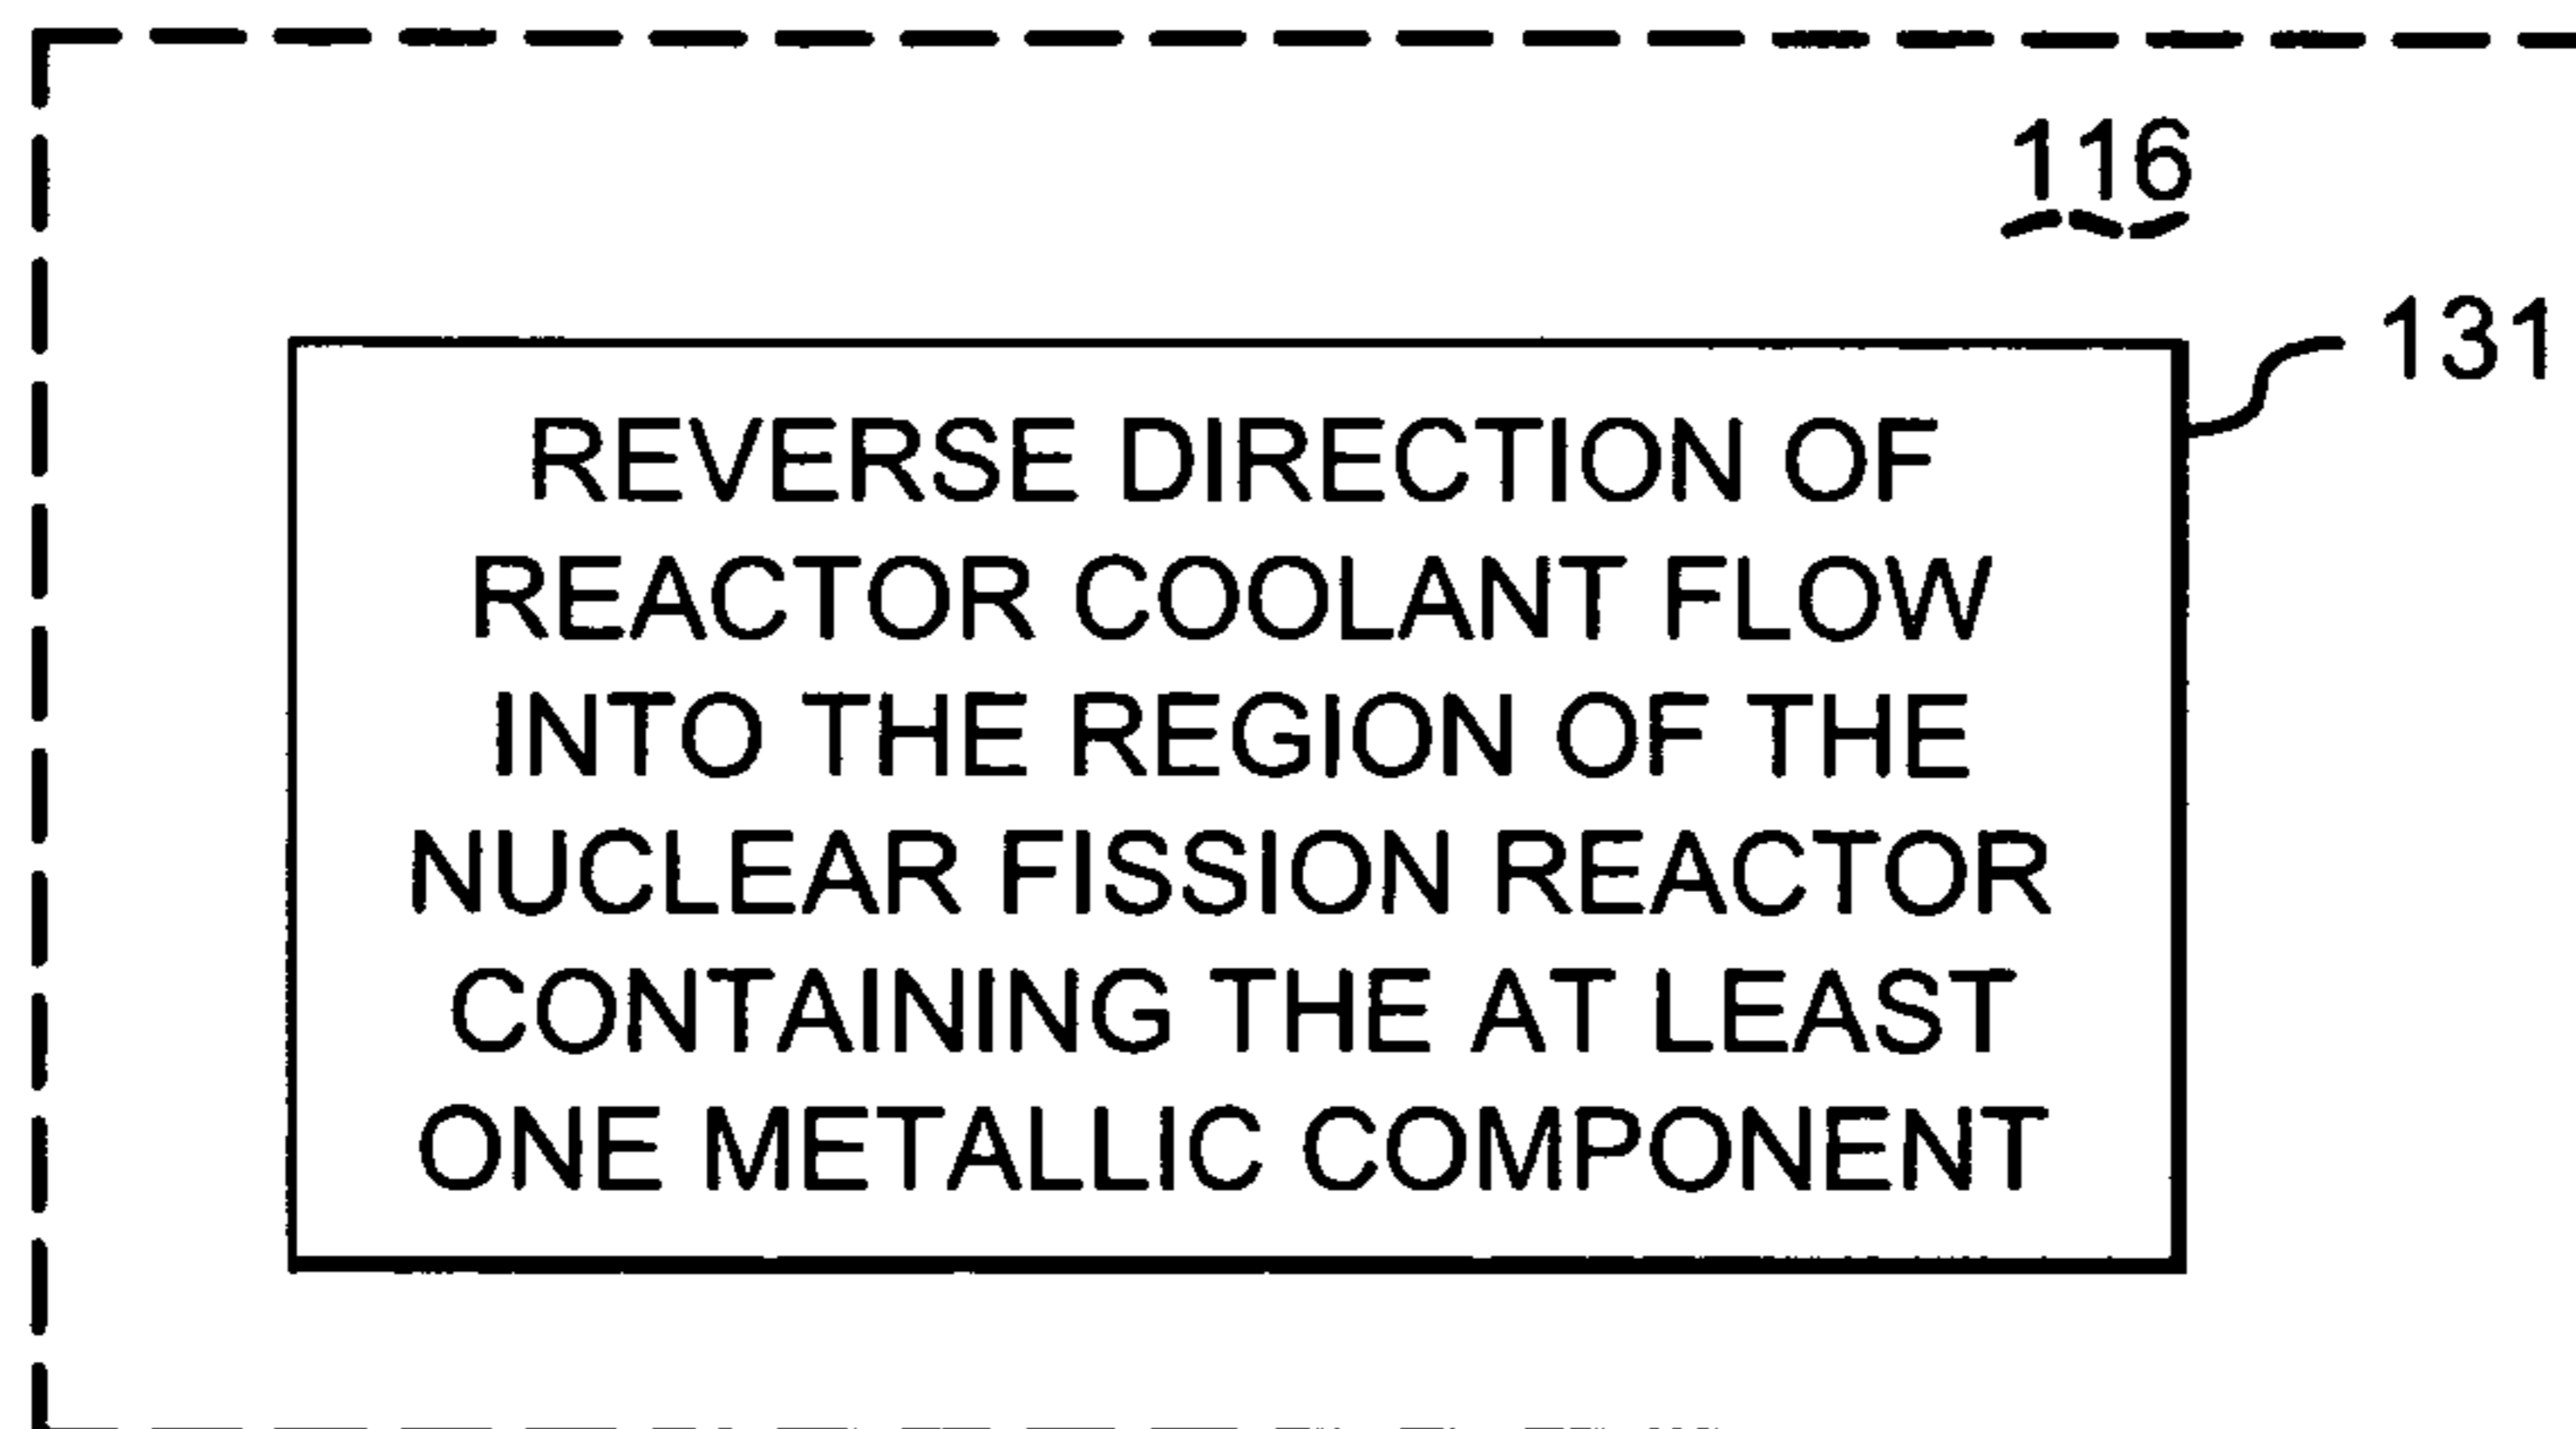 116
131
REVERSE DIRECTION OF
REACTOR COOLANT FLOW
INTO THE REGION OF THE
NUCLEAR FISSION REACTOR
CONTAINING THE AT LEAST
ONE METALLIC COMPONENT